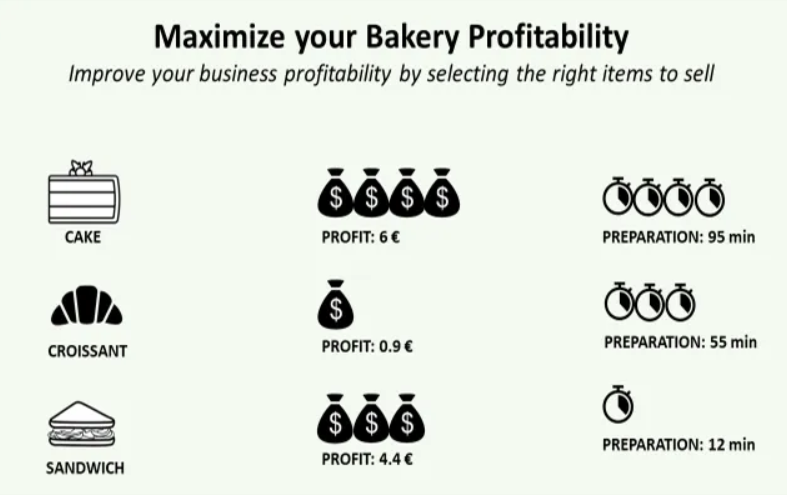 Maximize your Bakery Profitability
Improve your business profitability by selecting the right items to sell
$ $ $ $
CAKE
PROFIT: 6 €
PREPARATION: 95 min
$
CROISSANT
PROFIT: 0.9 €
PREPARATION: 55 min
$ $ $
SANDWICH
PROFIT: 4.4 €
PREPARATION: 12 min